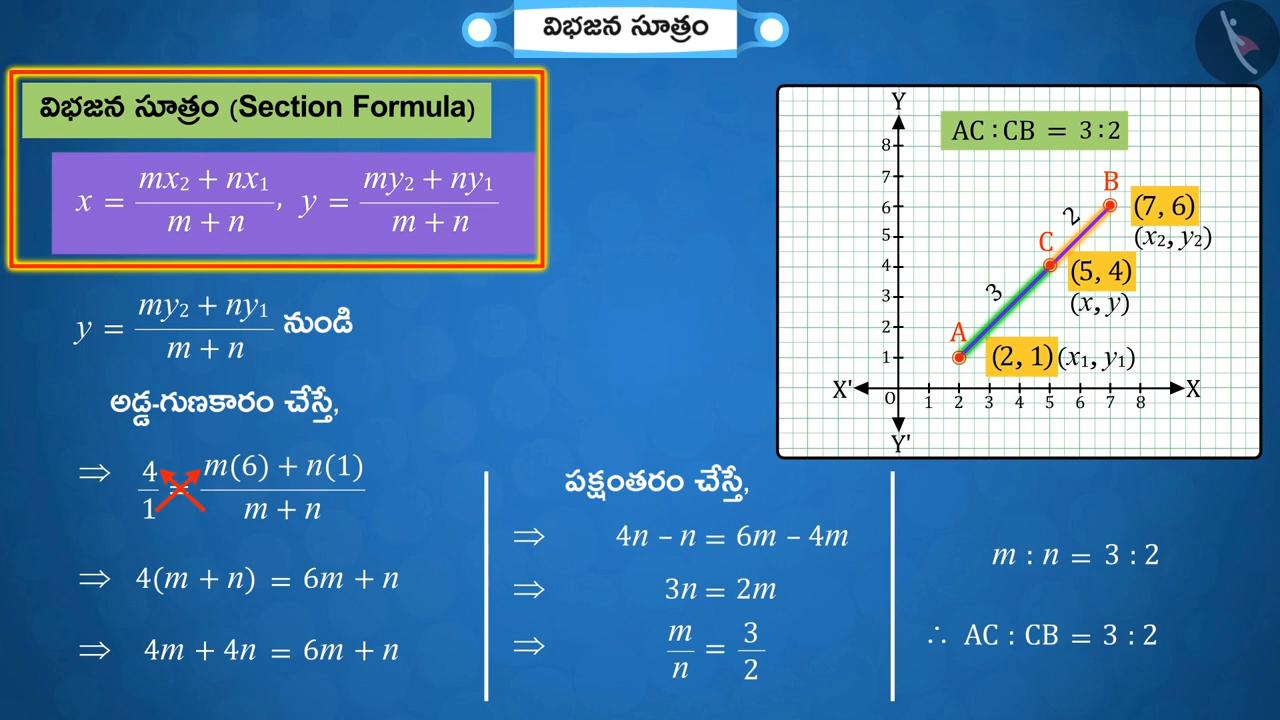 విభజన సూత్రం
విభజన సూత్రం (Section Formula)
x = (mx₂ + nx₁)/(m + n), y = (my₂ + ny₁)/(m + n)
y = (my₂ + ny₁)/(m + n) నుండి
అడ్డ-గుణకారం చేస్తే,
⇒ 4/1 = (m(6) + n(1))/(m + n)
⇒ 4(m + n) = 6m + n
⇒ 4m + 4n = 6m + n
పక్షంతరం చేస్తే,
⇒ 4n – n = 6m – 4m
⇒ 3n = 2m
⇒ m/n = 3/2
m : n = 3 : 2
∴ AC : CB = 3 : 2
Y
AC : CB = 3 : 2
8
7
6
5
4
3
2
1
B
(7, 6)
(x₂, y₂)
2
C
(5, 4)
(x, y)
3
A
(2, 1) (x₁, y₁)
X' O 1 2 3 4 5 6 7 8 X
Y'